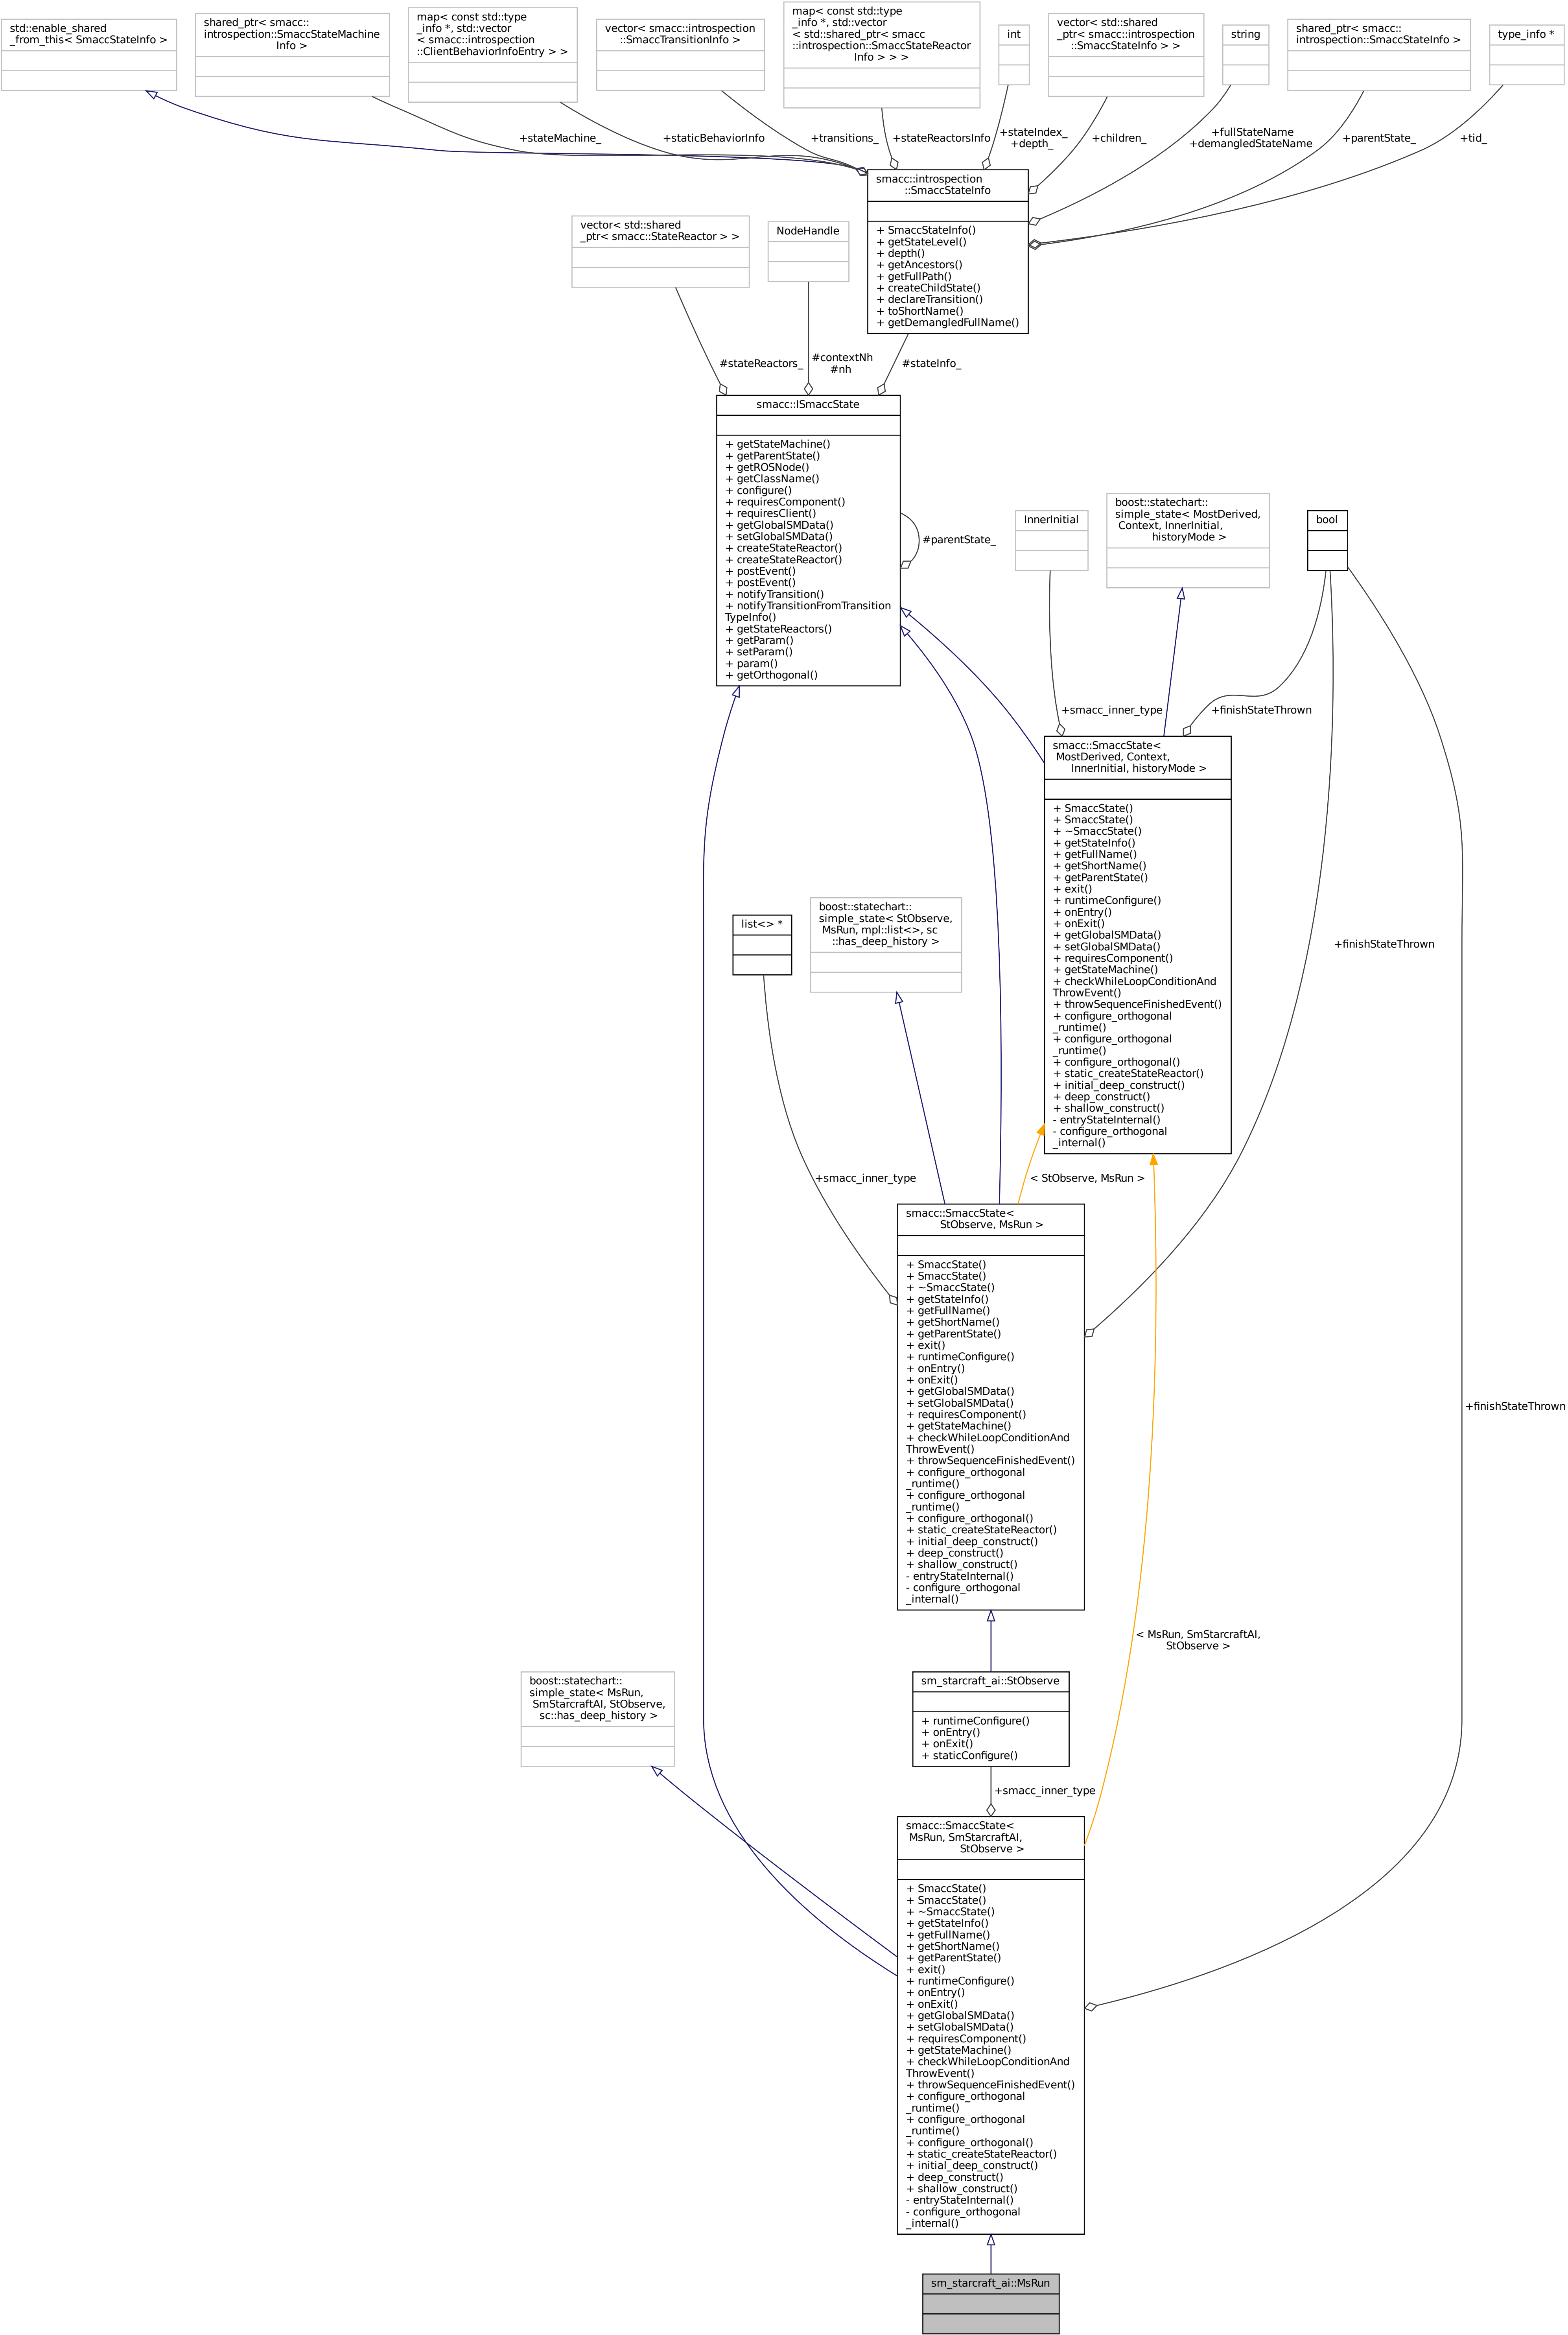 std::enable_shared
_from_this< SmaccStateInfo >
shared_ptr< smacc::
introspection::SmaccStateMachine
Info >
map< const std::type
_info *, std::vector
< smacc::introspection
::ClientBehaviorInfoEntry > >
vector< smacc::introspection
::SmaccTransitionInfo >
map< const std::type
_info *, std::vector
< std::shared_ptr< smacc
::introspection::SmaccStateReactor
Info > > >
int
vector< std::shared
_ptr< smacc::introspection
::SmaccStateInfo > >
string
shared_ptr< smacc::
introspection::SmaccStateInfo >
type_info *
+stateMachine_
+staticBehaviorInfo
+transitions_
+stateReactorsInfo
+stateIndex_
+depth_
+children_
+fullStateName
+demangledStateName
+parentState_
+tid_
smacc::introspection
::SmaccStateInfo
+ SmaccStateInfo()
+ getStateLevel()
+ depth()
+ getAncestors()
+ getFullPath()
+ createChildState()
+ declareTransition()
+ toShortName()
+ getDemangledFullName()
vector< std::shared
_ptr< smacc::StateReactor > >
NodeHandle
#stateReactors_
#contextNh
#nh
#stateInfo_
smacc::ISmaccState
+ getStateMachine()
+ getParentState()
+ getROSNode()
+ getClassName()
+ configure()
+ requiresComponent()
+ requiresClient()
+ getGlobalSMData()
+ setGlobalSMData()
+ createStateReactor()
+ createStateReactor()
+ postEvent()
+ postEvent()
+ notifyTransition()
+ notifyTransitionFromTransition
TypeInfo()
+ getStateReactors()
+ getParam()
+ setParam()
+ param()
+ getOrthogonal()
#parentState_
InnerInitial
boost::statechart::
simple_state< MostDerived,
Context, InnerInitial,
historyMode >
bool
+smacc_inner_type
+finishStateThrown
smacc::SmaccState<
MostDerived, Context,
InnerInitial, historyMode >
+ SmaccState()
+ SmaccState()
+ ~SmaccState()
+ getStateInfo()
+ getFullName()
+ getShortName()
+ getParentState()
+ exit()
+ runtimeConfigure()
+ onEntry()
+ onExit()
+ getGlobalSMData()
+ setGlobalSMData()
+ requiresComponent()
+ getStateMachine()
+ checkWhileLoopConditionAnd
ThrowEvent()
+ throwSequenceFinishedEvent()
+ configure_orthogonal
_runtime()
+ configure_orthogonal
_runtime()
+ configure_orthogonal()
+ static_createStateReactor()
+ initial_deep_construct()
+ deep_construct()
+ shallow_construct()
- entryStateInternal()
- configure_orthogonal
_internal()
list<> *
boost::statechart::
simple_state< StObserve,
MsRun, mpl::list<>, sc
::has_deep_history >
+finishStateThrown
+smacc_inner_type
< StObserve, MsRun >
smacc::SmaccState<
StObserve, MsRun >
+ SmaccState()
+ SmaccState()
+ ~SmaccState()
+ getStateInfo()
+ getFullName()
+ getShortName()
+ getParentState()
+ exit()
+ runtimeConfigure()
+ onEntry()
+ onExit()
+ getGlobalSMData()
+ setGlobalSMData()
+ requiresComponent()
+ getStateMachine()
+ checkWhileLoopConditionAnd
ThrowEvent()
+ throwSequenceFinishedEvent()
+ configure_orthogonal
_runtime()
+ configure_orthogonal
_runtime()
+ configure_orthogonal()
+ static_createStateReactor()
+ initial_deep_construct()
+ deep_construct()
+ shallow_construct()
- entryStateInternal()
- configure_orthogonal
_internal()
+finishStateThrown
< MsRun, SmStarcraftAI,
StObserve >
boost::statechart::
simple_state< MsRun,
SmStarcraftAI, StObserve,
sc::has_deep_history >
sm_starcraft_ai::StObserve
+ runtimeConfigure()
+ onEntry()
+ onExit()
+ staticConfigure()
+smacc_inner_type
smacc::SmaccState<
MsRun, SmStarcraftAI,
StObserve >
+ SmaccState()
+ SmaccState()
+ ~SmaccState()
+ getStateInfo()
+ getFullName()
+ getShortName()
+ getParentState()
+ exit()
+ runtimeConfigure()
+ onEntry()
+ onExit()
+ getGlobalSMData()
+ setGlobalSMData()
+ requiresComponent()
+ getStateMachine()
+ checkWhileLoopConditionAnd
ThrowEvent()
+ throwSequenceFinishedEvent()
+ configure_orthogonal
_runtime()
+ configure_orthogonal
_runtime()
+ configure_orthogonal()
+ static_createStateReactor()
+ initial_deep_construct()
+ deep_construct()
+ shallow_construct()
- entryStateInternal()
- configure_orthogonal
_internal()
sm_starcraft_ai::MsRun